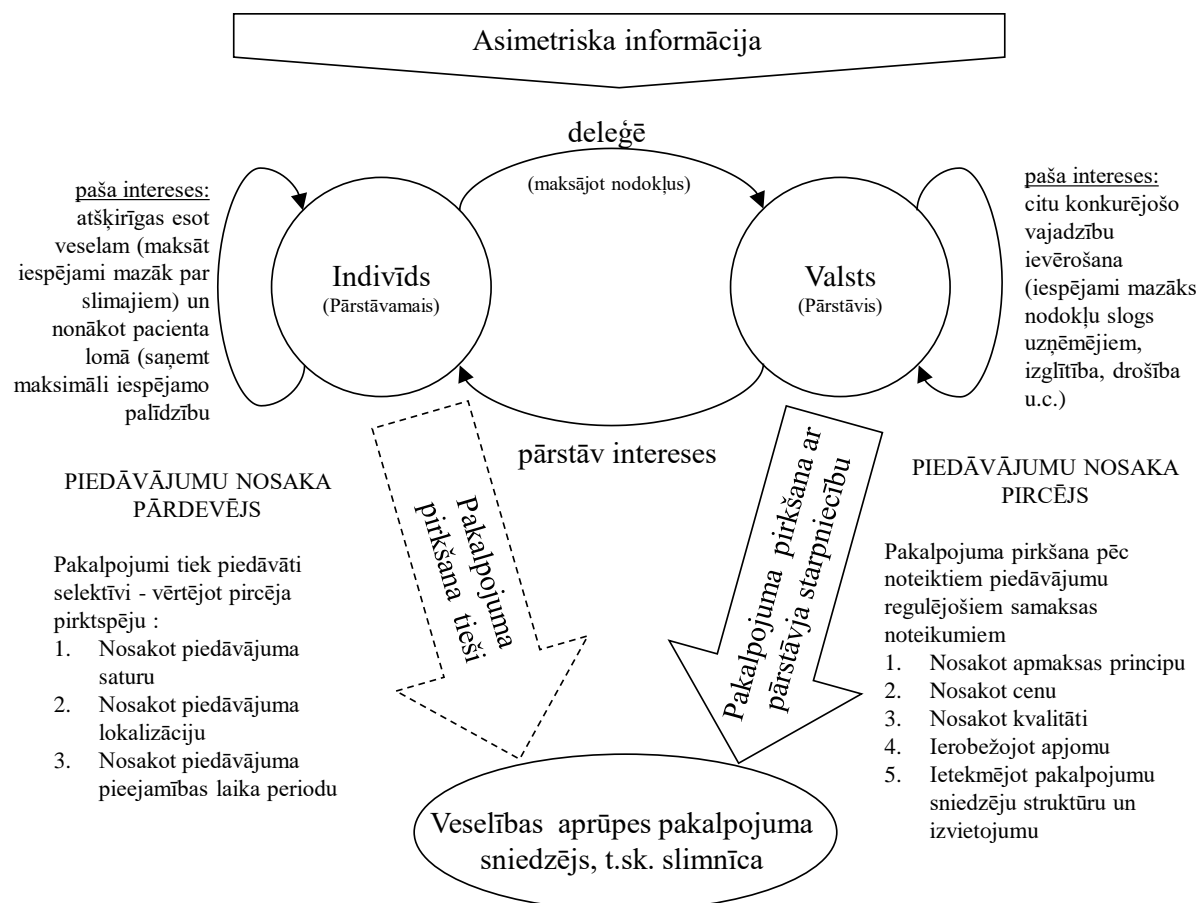 Asimetriska informācija
deleģē
(maksājot nodokļus)
paša intereses:
atšķirīgas esot
veselam (maksāt
iespējami mazāk par
slimajiem) un
nonākot pacienta
lomā (saņemt
maksimāli iespējamo
palīdzību
Indivīds
(Pārstāvamais)
Valsts
(Pārstāvis)
paša intereses:
citu konkurējošo
vajadzību
ievērošana
(iespējami mazāks
nodokļu slogs
uzņēmējiem,
izglītība, drošība
u.c.)
pārstāv intereses
PIEDĀVĀJUMU NOSAKA
PĀRDEVĒJS
Pakalpojumi tiek piedāvāti
selektīvi - vērtējot pircēja
pirktspēju :
1. Nosakot piedāvājuma
saturu
2. Nosakot piedāvājuma
lokalizāciju
3. Nosakot piedāvājuma
pieejamības laika periodu
Pakalpojuma
pirkšana tieši
Pakalpojuma pirkšana ar
pārstāvja starpniecību
PIEDĀVĀJUMU NOSAKA
PIRCĒJS
Pakalpojuma pirkšana pēc
noteiktiem piedāvājumu
regulējošiem samaksas
noteikumiem
1. Nosakot apmaksas principu
2. Nosakot cenu
3. Nosakot kvalitāti
4. Ierobežojot apjomu
5. Ietekmējot pakalpojumu
sniedzēju struktūru un
izvietojumu
Veselības aprūpes pakalpojuma
sniedzējs, t.sk. slimnīca